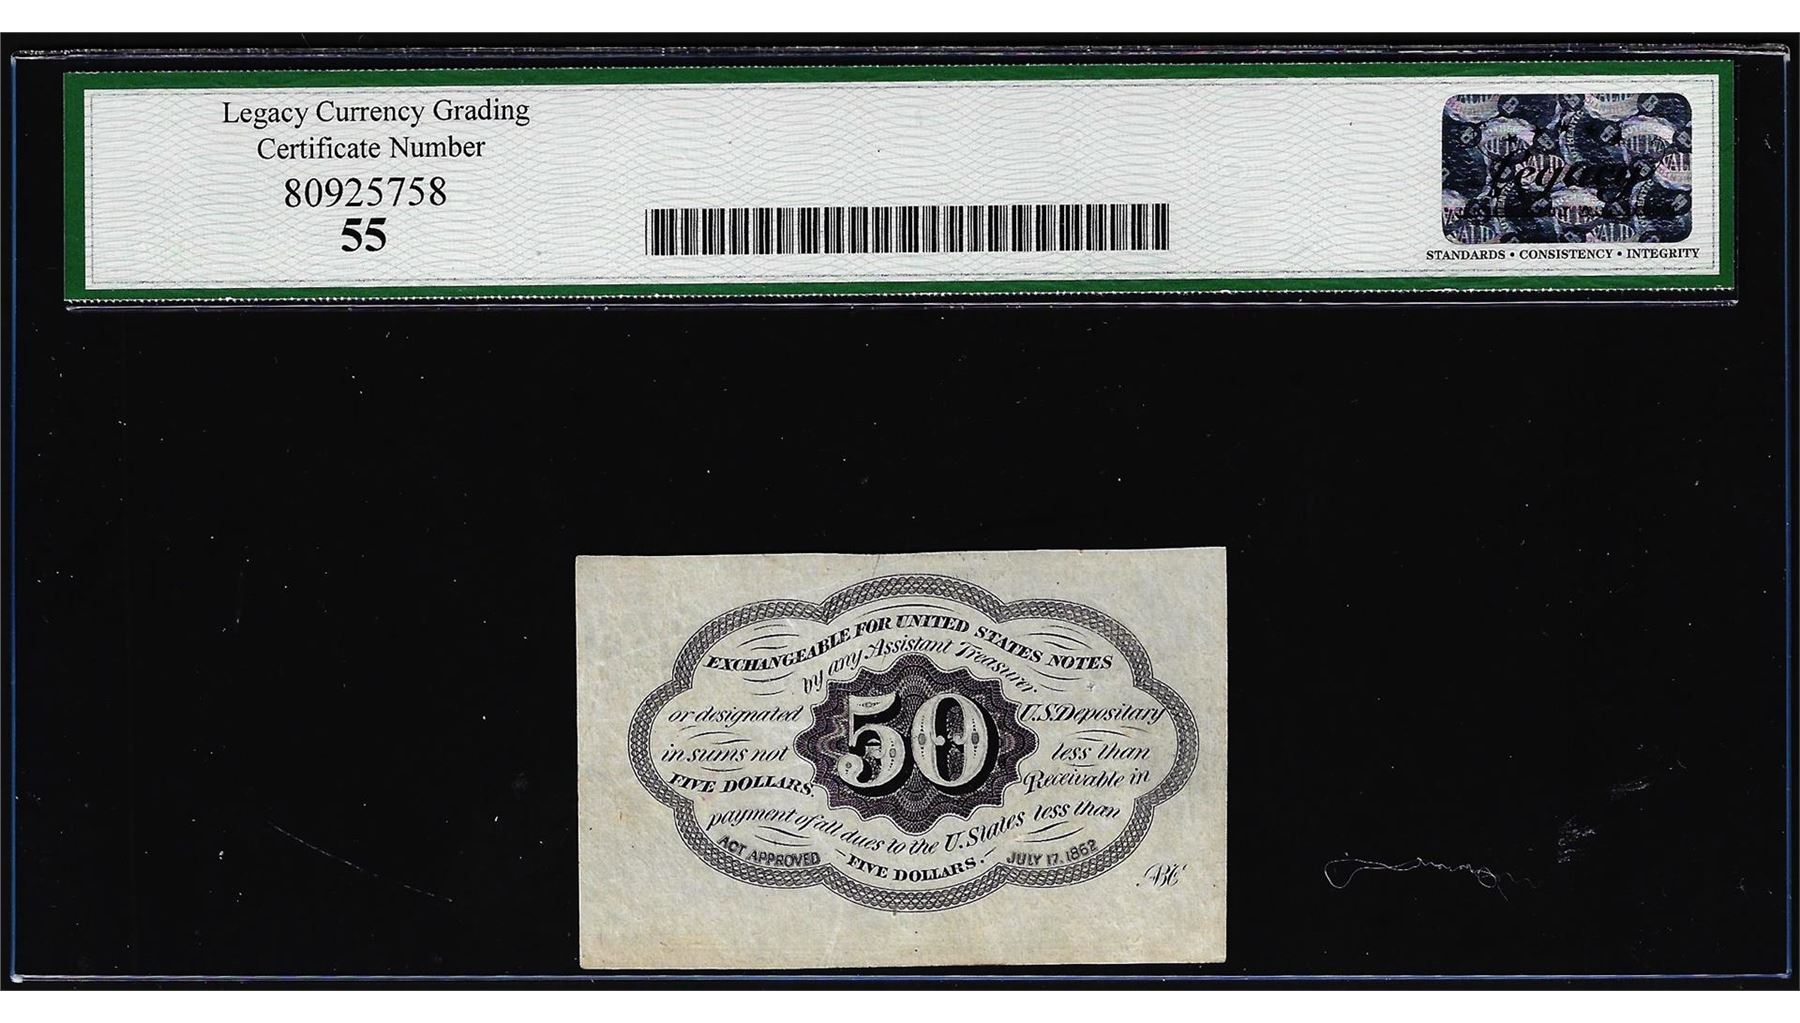 Legacy Currency Grading
Certificate Number
80925758
55
Legacy
VALID
STANDARDS • CONSISTENCY • INTEGRITY
EXCHANGEABLE FOR UNITED STATES NOTES
by any Assistant Treasurer
or designated U.S. Depositary
50
in sums not less than
FIVE DOLLARS. Receivable in
payment of all dues to the U. States less than
FIVE DOLLARS.
ACT APPROVED JULY 17, 1862